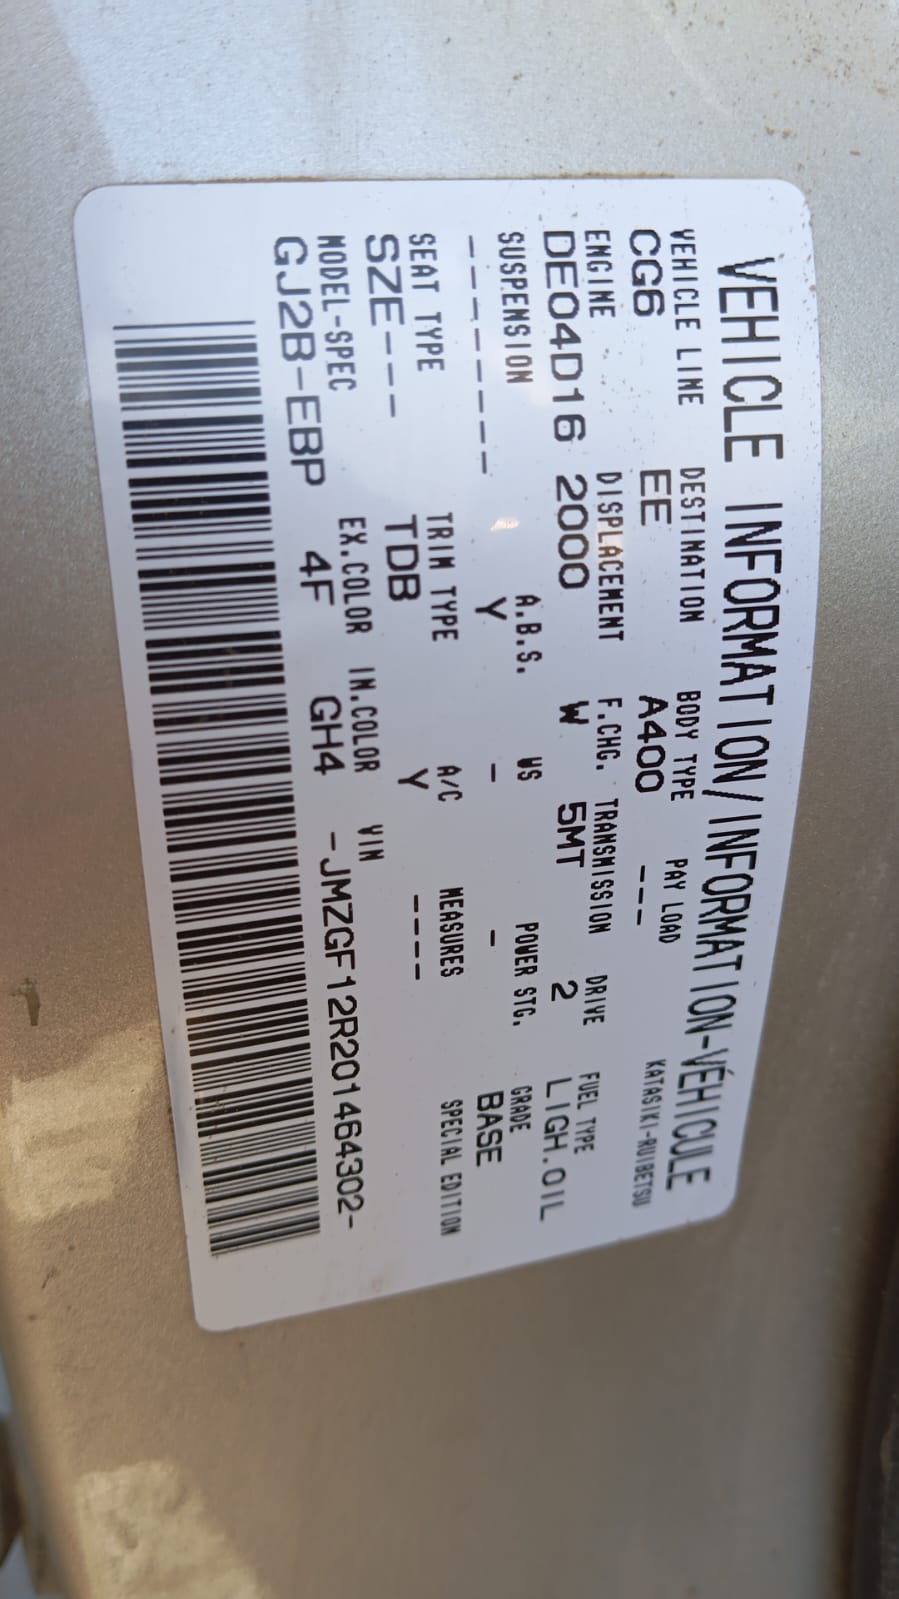 VEHICLE INFORMATION/INFORMATION-VÉHICULE
VEHICLE LINE DESTINATION BODY TYPE PAY LOAD KATASIKI-RUIBETSU
CG6 EE A400 ---
ENGINE DISPLACEMENT F.CHG. TRANSMISSION DRIVE FUEL TYPE
DE04D16 2000 W 5MT 2 LIGH.OIL
SUSPENSION A.B.S. WS POWER STG. GRADE
-------- Y - - BASE
SEAT TYPE TRIM TYPE A/C MEASURES SPECIAL EDITION
SZE--- TDB Y ----
MODEL-SPEC EX.COLOR IN.COLOR VIN
GJ2B-EBP 4F GH4 -JMZGF12R201464302-